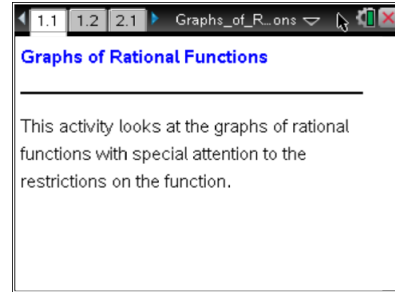 1.1 1.2 2.1 Graphs_of_R...ons
Graphs of Rational Functions
This activity looks at the graphs of rational
functions with special attention to the
restrictions on the function.